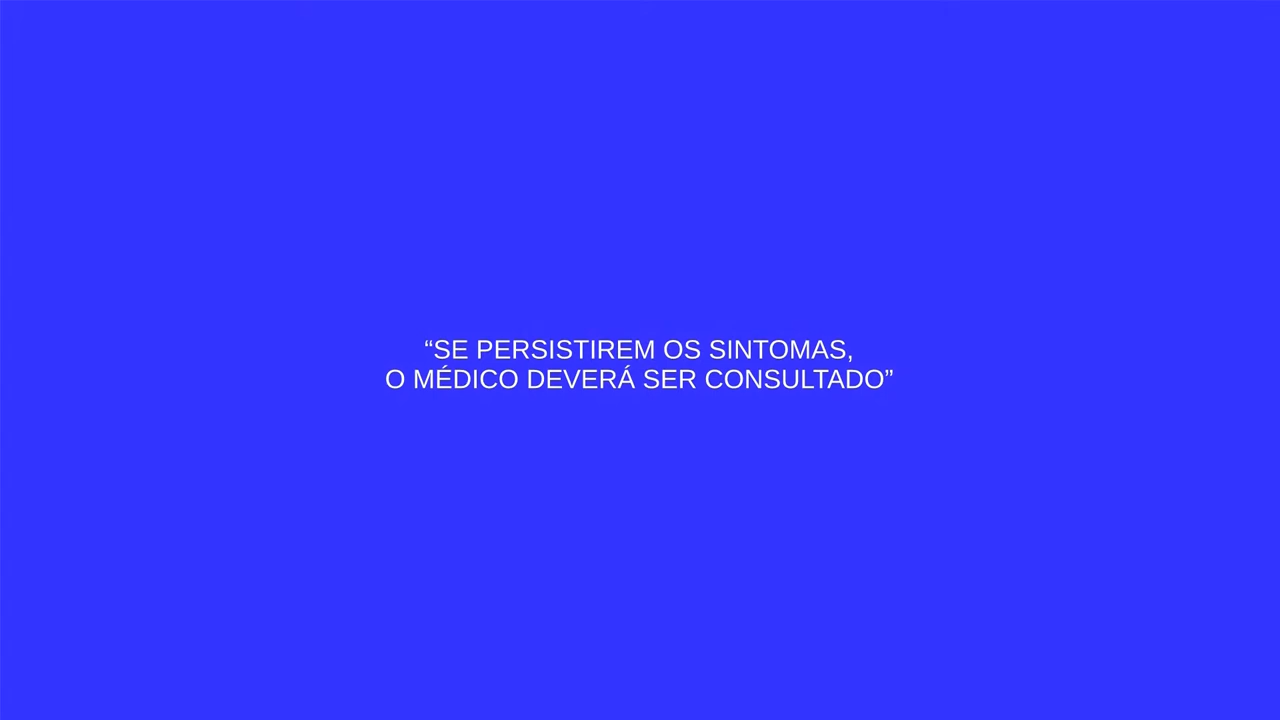 “SE PERSISTIREM OS SINTOMAS,
O MÉDICO DEVERÁ SER CONSULTADO”